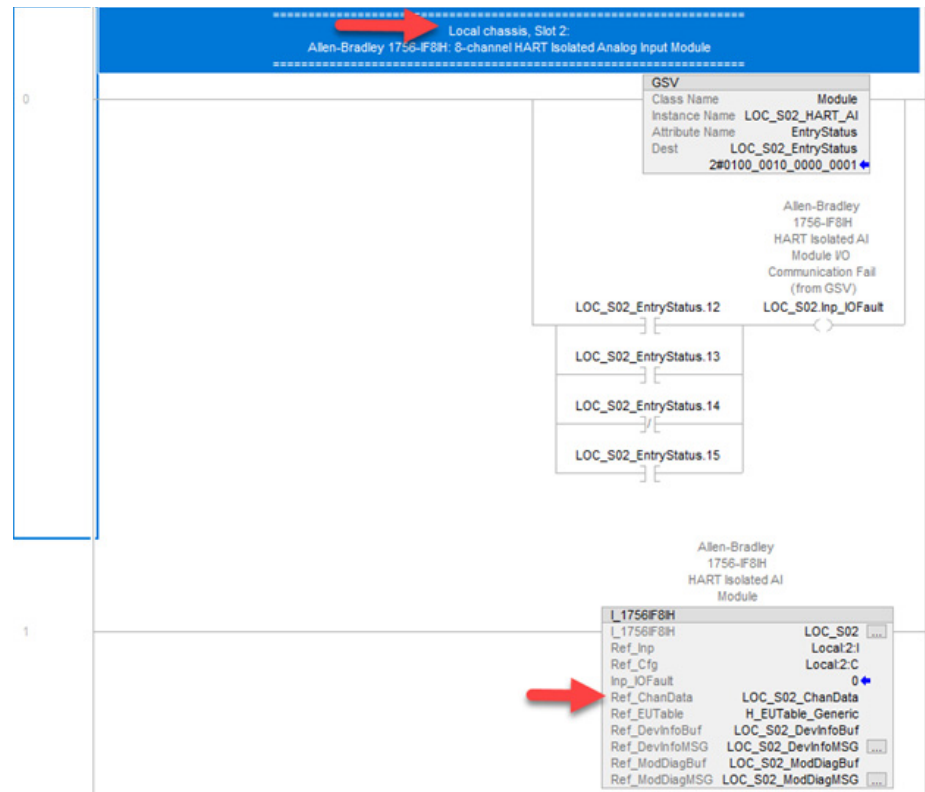 ====================================================================
Local chassis, Slot 2:
Allen-Bradley 1756-IF8IH: 8-channel HART Isolated Analog Input Module
====================================================================
0
GSV
Class Name Module
Instance Name LOC_S02_HART_AI
Attribute Name EntryStatus
Dest LOC_S02_EntryStatus
2#0100_0010_0000_0001
Allen-Bradley
1756-IF8IH
HART Isolated AI
Module I/O
Communication Fail
(from GSV)
LOC_S02_EntryStatus.12 LOC_S02.Inp_IOFault
LOC_S02_EntryStatus.13
LOC_S02_EntryStatus.14
LOC_S02_EntryStatus.15
Allen-Bradley
1756-IF8IH
HART Isolated AI
Module
1
I_1756IF8IH
I_1756IF8IH LOC_S02 ...
Ref_Inp Local:2:I
Ref_Cfg Local:2:C
Inp_IOFault 0
Ref_ChanData LOC_S02_ChanData
Ref_EUTable H_EUTable_Generic
Ref_DevInfoBuf LOC_S02_DevInfoBuf
Ref_DevInfoMSG LOC_S02_DevInfoMSG ...
Ref_ModDiagBuf LOC_S02_ModDiagBuf
Ref_ModDiagMSG LOC_S02_ModDiagMSG ...